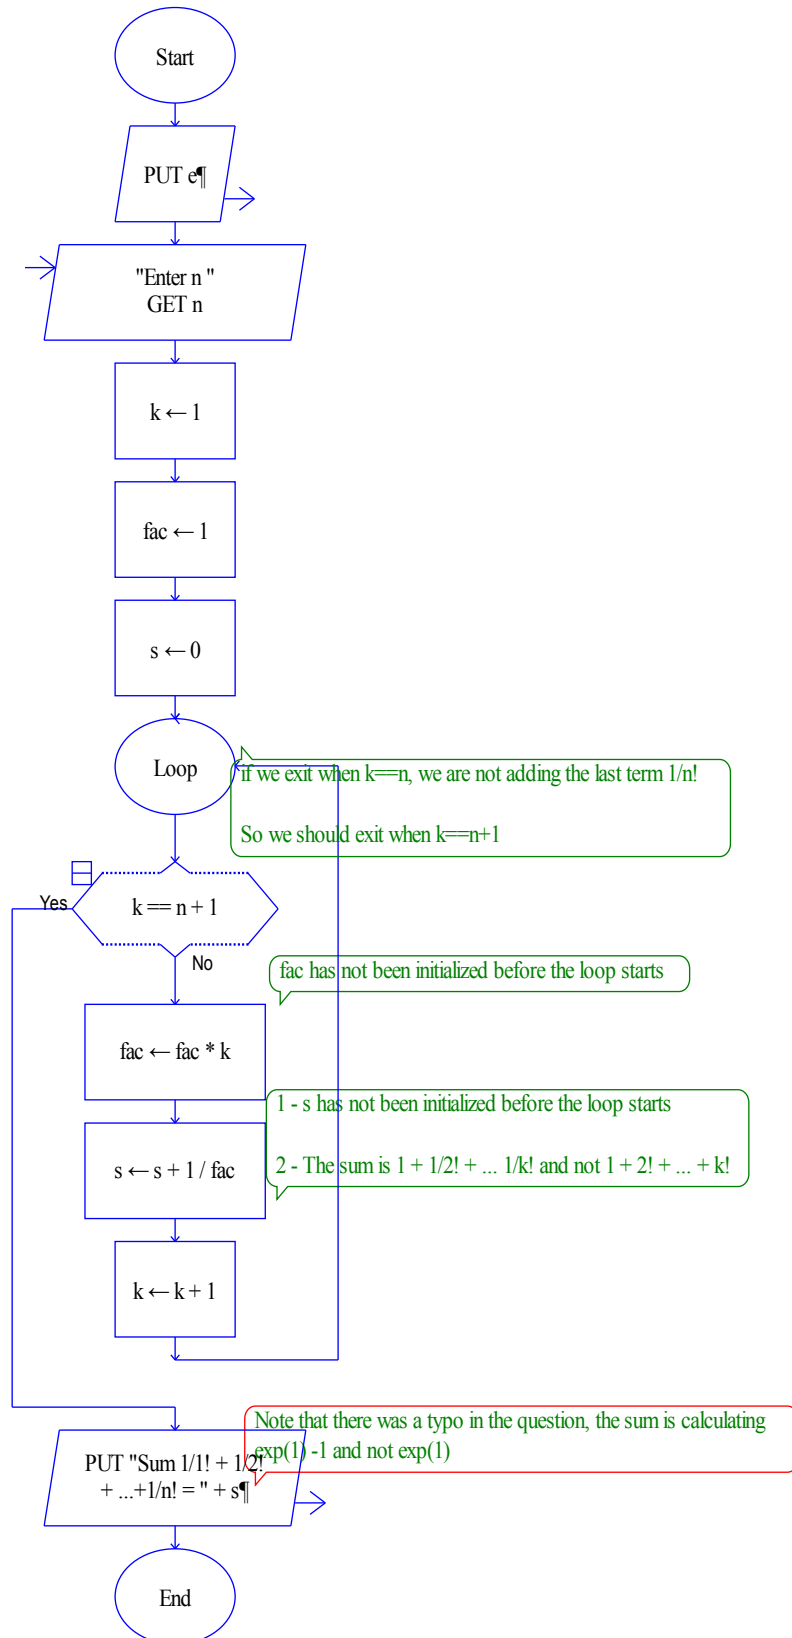 Start
PUT e¶
"Enter n "
GET n
k ← 1
fac ← 1
s ← 0
Loop
if we exit when k==n, we are not adding the last term 1/n!
So we should exit when k==n+1
Yes
k == n + 1
No
fac has not been initialized before the loop starts
fac ← fac * k
1 - s has not been initialized before the loop starts
2 - The sum is 1 + 1/2! + ... 1/k! and not 1 + 2! + ... + k!
s ← s + 1 / fac
k ← k + 1
Note that there was a typo in the question, the sum is calculating
exp(1) -1 and not exp(1)
PUT "Sum 1/1! + 1/2!
+ ...+1/n! = " + s¶
End